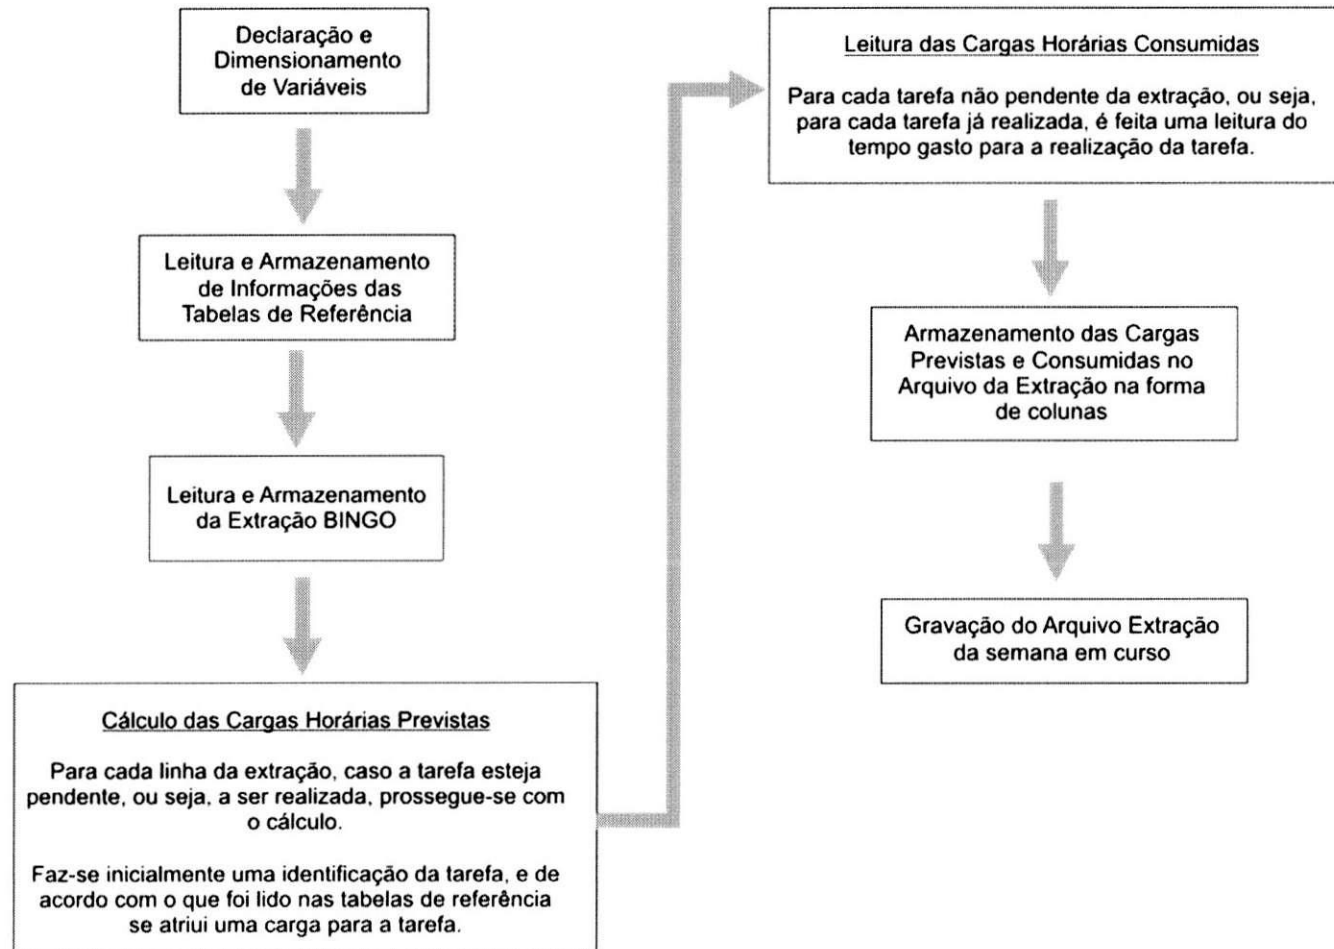 Declaração e
Dimensionamento
de Variáveis
Leitura e Armazenamento
de Informações das
Tabelas de Referência
Leitura e Armazenamento
da Extração BINGO
Cálculo das Cargas Horárias Previstas
Para cada linha da extração, caso a tarefa esteja
pendente, ou seja, a ser realizada, prossegue-se com
o cálculo.
Faz-se inicialmente uma identificação da tarefa, e de
acordo com o que foi lido nas tabelas de referência
se atriui uma carga para a tarefa.
Leitura das Cargas Horárias Consumidas
Para cada tarefa não pendente da extração, ou seja,
para cada tarefa já realizada, é feita uma leitura do
tempo gasto para a realização da tarefa.
Armazenamento das Cargas
Previstas e Consumidas no
Arquivo da Extração na forma
de colunas
Gravação do Arquivo Extração
da semana em curso